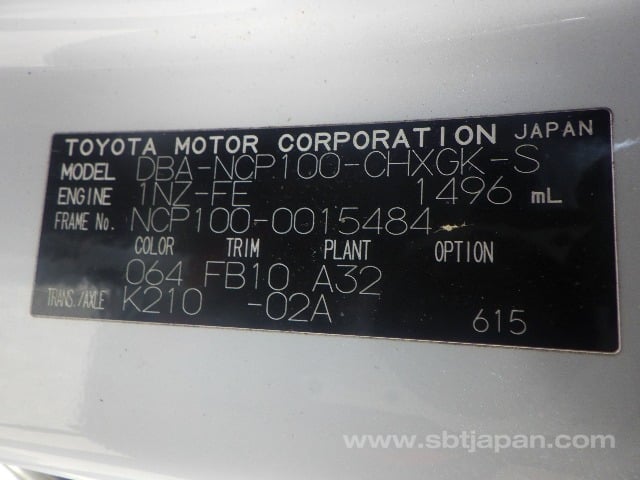 TOYOTA MOTOR CORPORATION JAPAN
MODEL DBA-NCP100-CHXGK-S
ENGINE 1NZ-FE 1496 mL
FRAME No. NCP100-0015484
COLOR TRIM PLANT OPTION
064 FB10 A32
TRANS./AXLE K210 -02A
615
www.sbtjapan.com